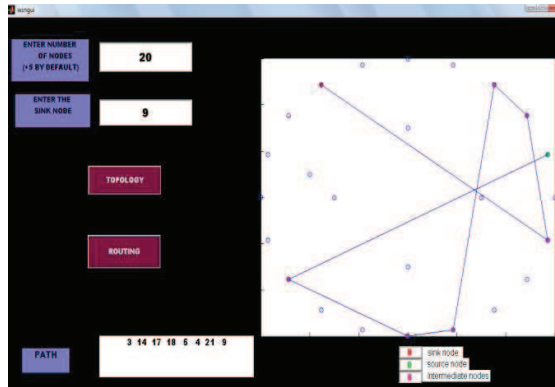 wingui
ENTER NUMBER
OF NODES
(+5 BY DEFAULT)
20
ENTER THE
SINK NODE
9
TOPOLOGY
ROUTING
PATH
3 14 17 18 5 4 21 9
sink node
source node
intermediate nodes